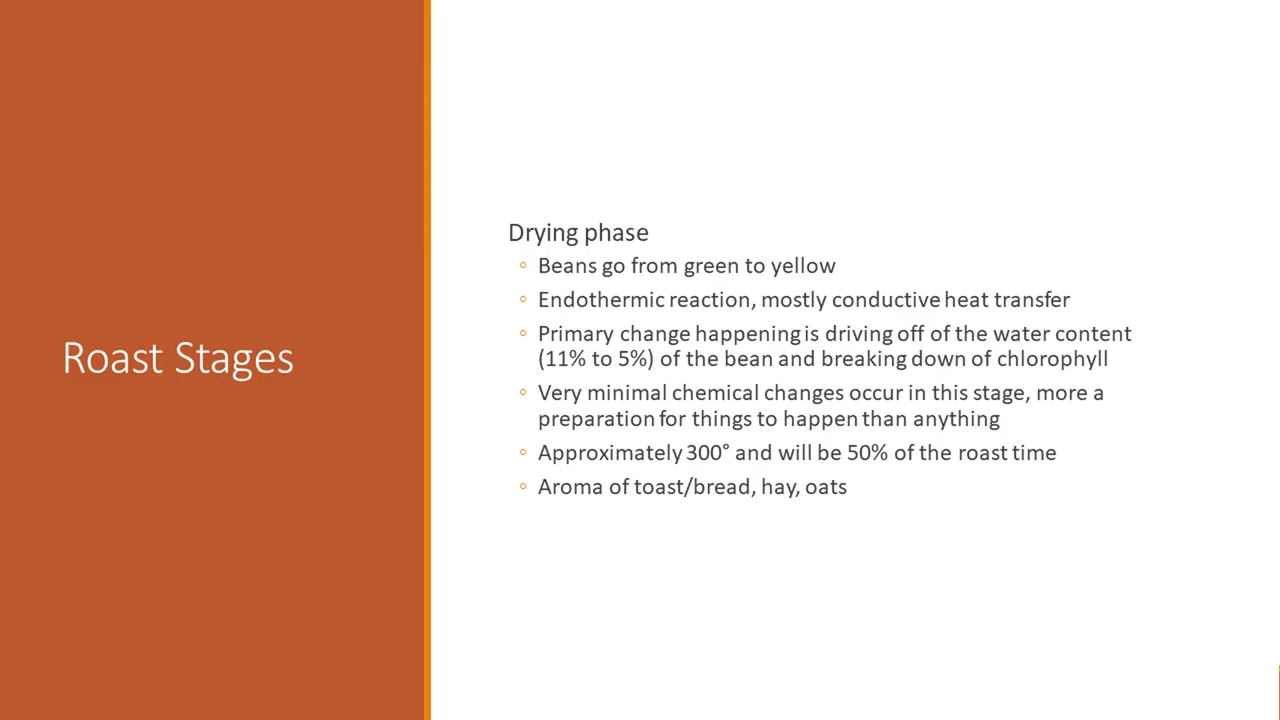 Roast Stages
Drying phase
◦ Beans go from green to yellow
◦ Endothermic reaction, mostly conductive heat transfer
◦ Primary change happening is driving off of the water content
(11% to 5%) of the bean and breaking down of chlorophyll
◦ Very minimal chemical changes occur in this stage, more a
preparation for things to happen than anything
◦ Approximately 300° and will be 50% of the roast time
◦ Aroma of toast/bread, hay, oats